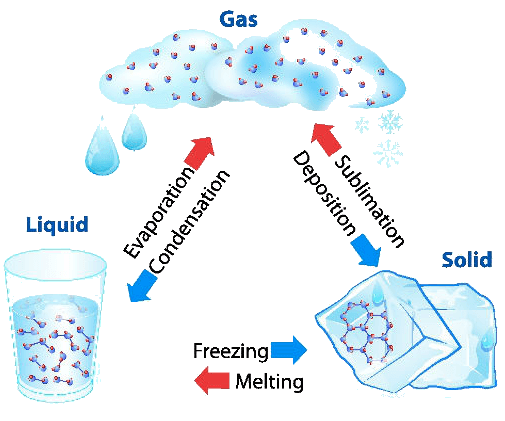 Gas
Evaporation
Condensation
Sublimation
Deposition
Liquid
Solid
Freezing
Melting